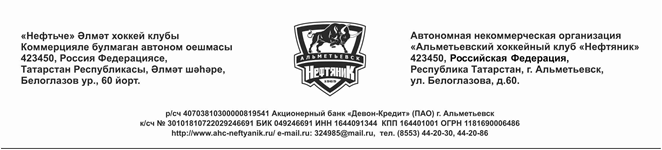 «Нефтьче» Әлмәт хоккей клубы
Коммерцияле булмаган автоном оешмасы
423450, Россия Федерациясе,
Татарстан Республикасы, Әлмәт шәһәре,
Белоглазов ур., 60 йорт.
АЛЬМЕТЬЕВСК
НЕФТЯНИК
1965
Автономная некоммерческая организация
«Альметьевский хоккейный клуб «Нефтяник»
423450, Российская Федерация,
Республика Татарстан, г. Альметьевск,
ул. Белоглазова, д.60.
р/сч 40703810300000819541 Акционерный банк «Девон-Кредит» (ПАО) г. Альметьевск
к/сч № 30101810722029246691 БИК 049246691 ИНН 1644091344 КПП 164401001 ОГРН 1181690006486
http://www.ahc-neftyanik.ru/ e-mail.ru: 324985@mail.ru, тел. (8553) 44-20-30, 44-20-86